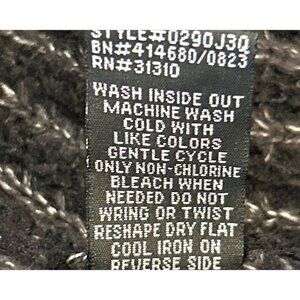 STYLE#0290J3Q
BN#414680/0823
RN#31310
WASH INSIDE OUT
MACHINE WASH
COLD WITH
LIKE COLORS
GENTLE CYCLE
ONLY NON-CHLORINE
BLEACH WHEN
NEEDED DO NOT
WRING OR TWIST
RESHAPE DRY FLAT
COOL IRON ON
REVERSE SIDE